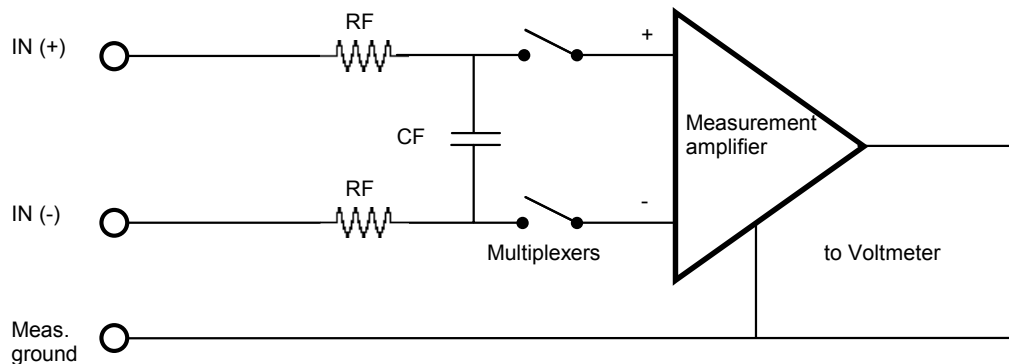 RF
IN (+)
+
Measurement
amplifier
CF
RF
IN (-)
-
Multiplexers
to Voltmeter
Meas.
ground